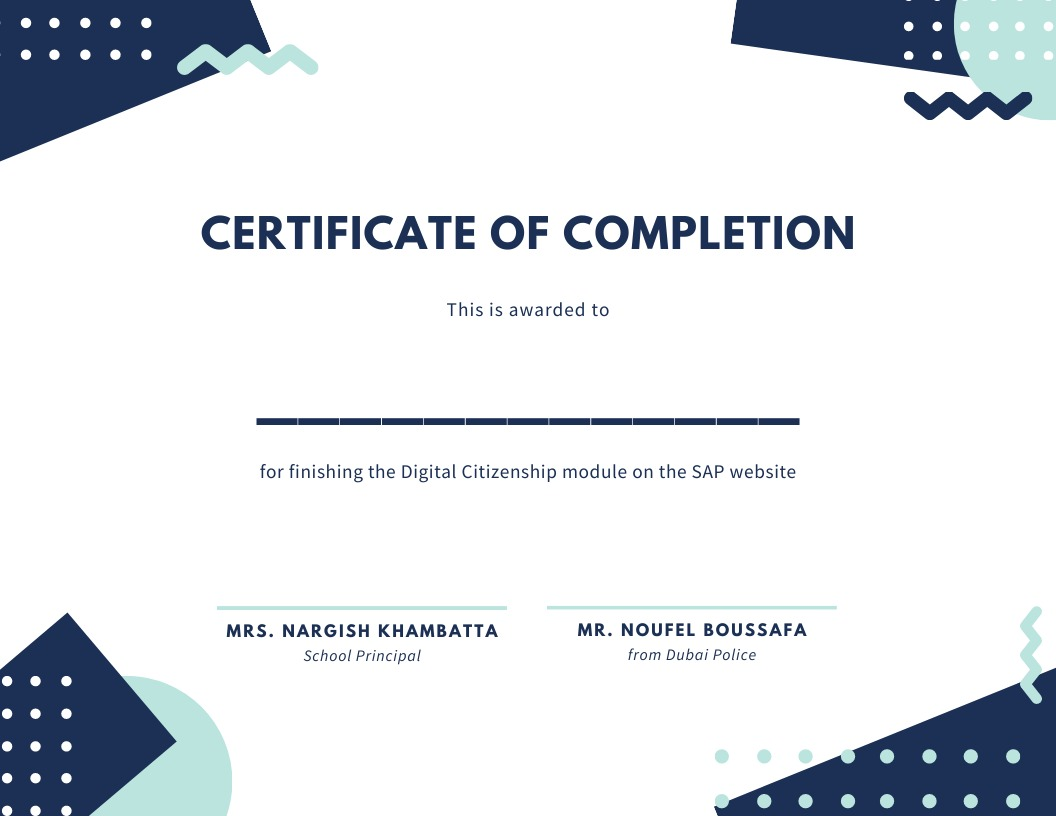 CERTIFICATE OF COMPLETION
This is awarded to
for finishing the Digital Citizenship module on the SAP website
MRS. NARGISH KHAMBATTA
School Principal
MR. NOUFEL BOUSSAFA
from Dubai Police